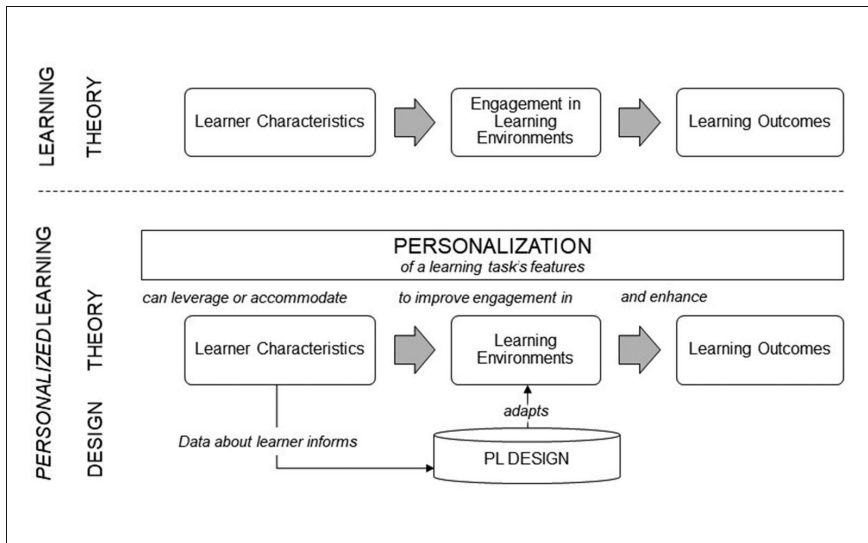 LEARNING
THEORY
Learner Characteristics
Engagement in
Learning
Environments
Learning Outcomes
PERSONALIZED LEARNING
THEORY
DESIGN
PERSONALIZATION
of a learning task's features
can leverage or accommodate
to improve engagement in
and enhance
Learner Characteristics
Learning
Environments
Learning Outcomes
adapts
Data about learner informs
PL DESIGN